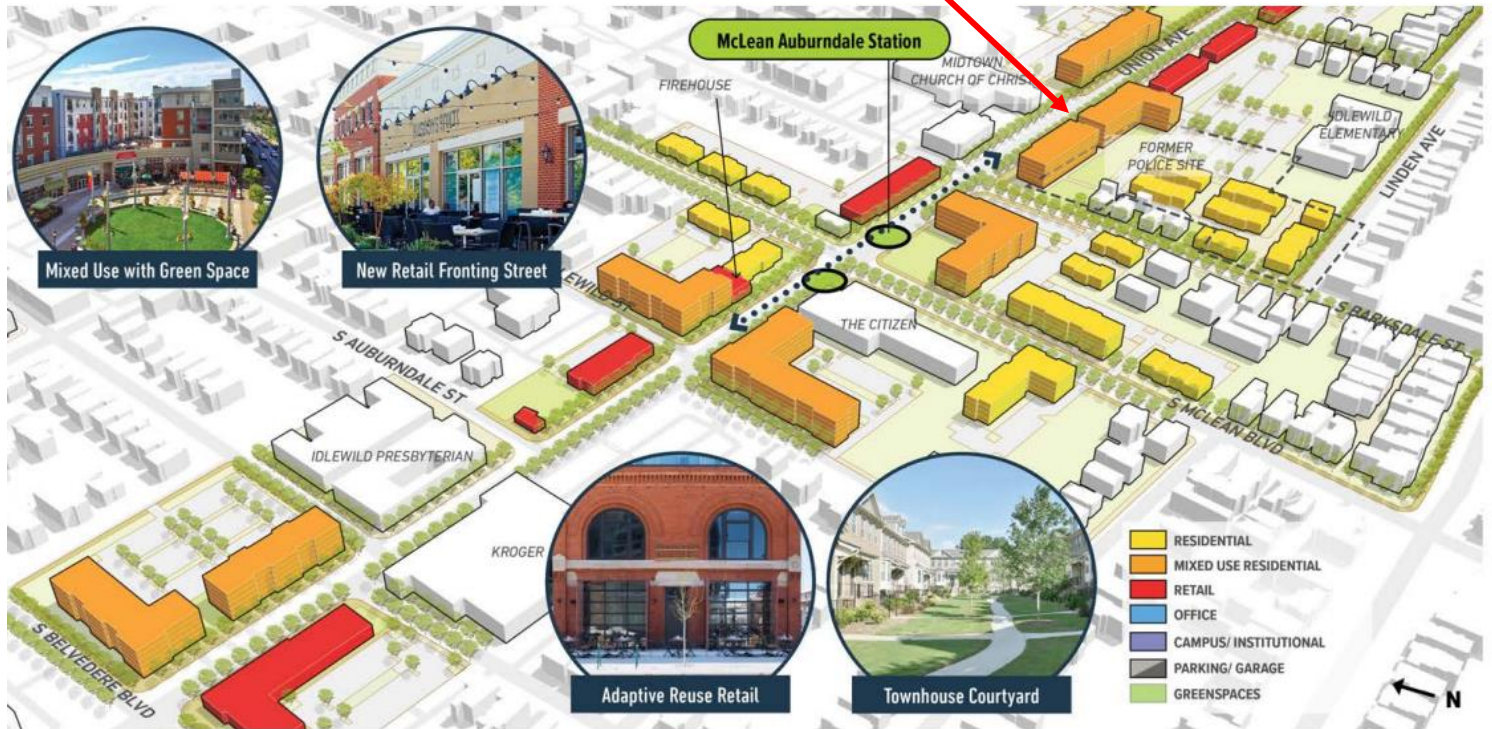 McLean Auburndale Station
UNION AVE
MIDTOWN
CHURCH OF CHRIST
FIREHOUSE
IDLEWILD
ELEMENTARY
FORMER
POLICE SITE
LINDEN AVE
Mixed Use with Green Space
New Retail Fronting Street
EWILD ST
THE CITIZEN
S BARKSDALE ST
S AUBURNDALE ST
S MCLEAN BLVD
IDLEWILD PRESBYTERIAN
KROGER
S BELVEDERE BLVD
Adaptive Reuse Retail
Townhouse Courtyard
RESIDENTIAL
MIXED USE RESIDENTIAL
RETAIL
OFFICE
CAMPUS/ INSTITUTIONAL
PARKING/ GARAGE
GREENSPACES
N